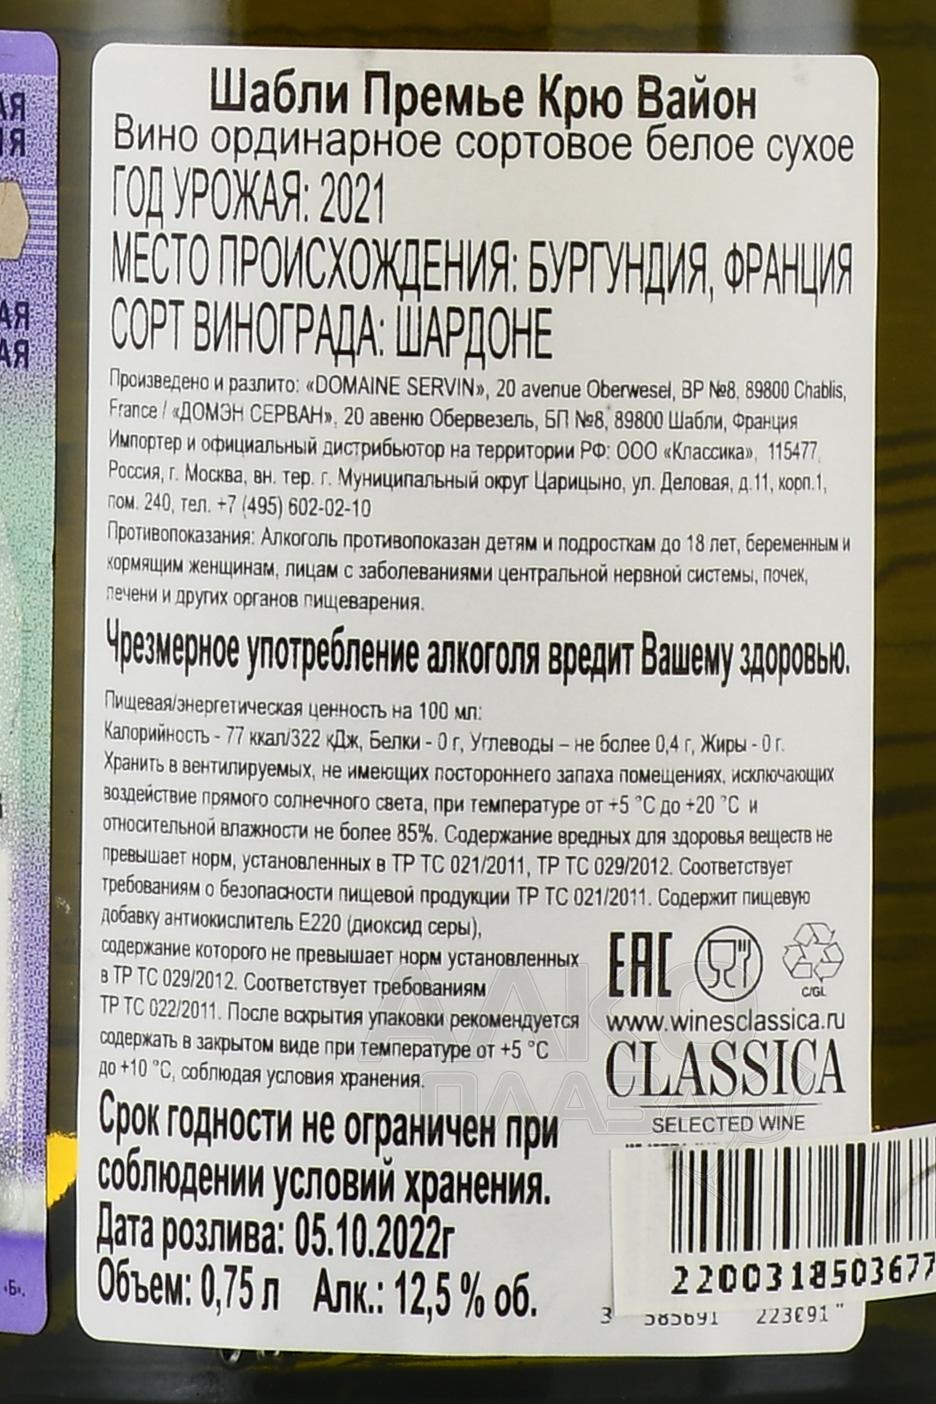 Шабли Премье Крю Вайон
Вино ординарное сортовое белое сухое
ГОД УРОЖАЯ: 2021
МЕСТО ПРОИСХОЖДЕНИЯ: БУРГУНДИЯ, ФРАНЦИЯ
СОРТ ВИНОГРАДА: ШАРДОНЕ
Произведено и разлито: «DOMAINE SERVIN», 20 avenue Oberwesel, BP №8, 89800 Chablis,
France / «ДОМЭН СЕРВАН», 20 авеню Обервезель, БП №8, 89800 Шабли, Франция
Импортер и официальный дистрибьютор на территории РФ: ООО «Классика», 115477,
Россия, г. Москва, вн. тер. г. Муниципальный округ Царицыно, ул. Деловая, д.11, корп.1,
пом. 240, тел. +7 (495) 602-02-10
Противопоказания: Алкоголь противопоказан детям и подросткам до 18 лет, беременным и
кормящим женщинам, лицам с заболеваниями центральной нервной системы, почек,
печени и других органов пищеварения.
Чрезмерное употребление алкоголя вредит Вашему здоровью.
Пищевая/энергетическая ценность на 100 мл:
Калорийность - 77 ккал/322 кДж, Белки - 0 г, Углеводы – не более 0,4 г, Жиры - 0 г.
Хранить в вентилируемых, не имеющих постороннего запаха помещениях, исключающих
воздействие прямого солнечного света, при температуре от +5 °С до +20 °С и
относительной влажности не более 85%. Содержание вредных для здоровья веществ не
превышает норм, установленных в ТР ТС 021/2011, ТР ТС 029/2012. Соответствует
требованиям о безопасности пищевой продукции ТР ТС 021/2011. Содержит пищевую
добавку антиокислитель Е220 (диоксид серы),
содержание которого не превышает норм установленных
в ТР ТС 029/2012. Соответствует требованиям
ТР ТС 022/2011. После вскрытия упаковки рекомендуется
содержать в закрытом виде при температуре от +5 °С
до +10 °С, соблюдая условия хранения.
Срок годности не ограничен при
соблюдении условий хранения.
Дата розлива: 05.10.2022г
Объем: 0,75 л Алк.: 12,5 % об.
EAC
C/GL
www.winesclassica.ru
CLASSICA
SELECTED WINE
2200318503677
АЛКО
ПЛАЗА
АЯ
АЯ
АЯ
«Б».